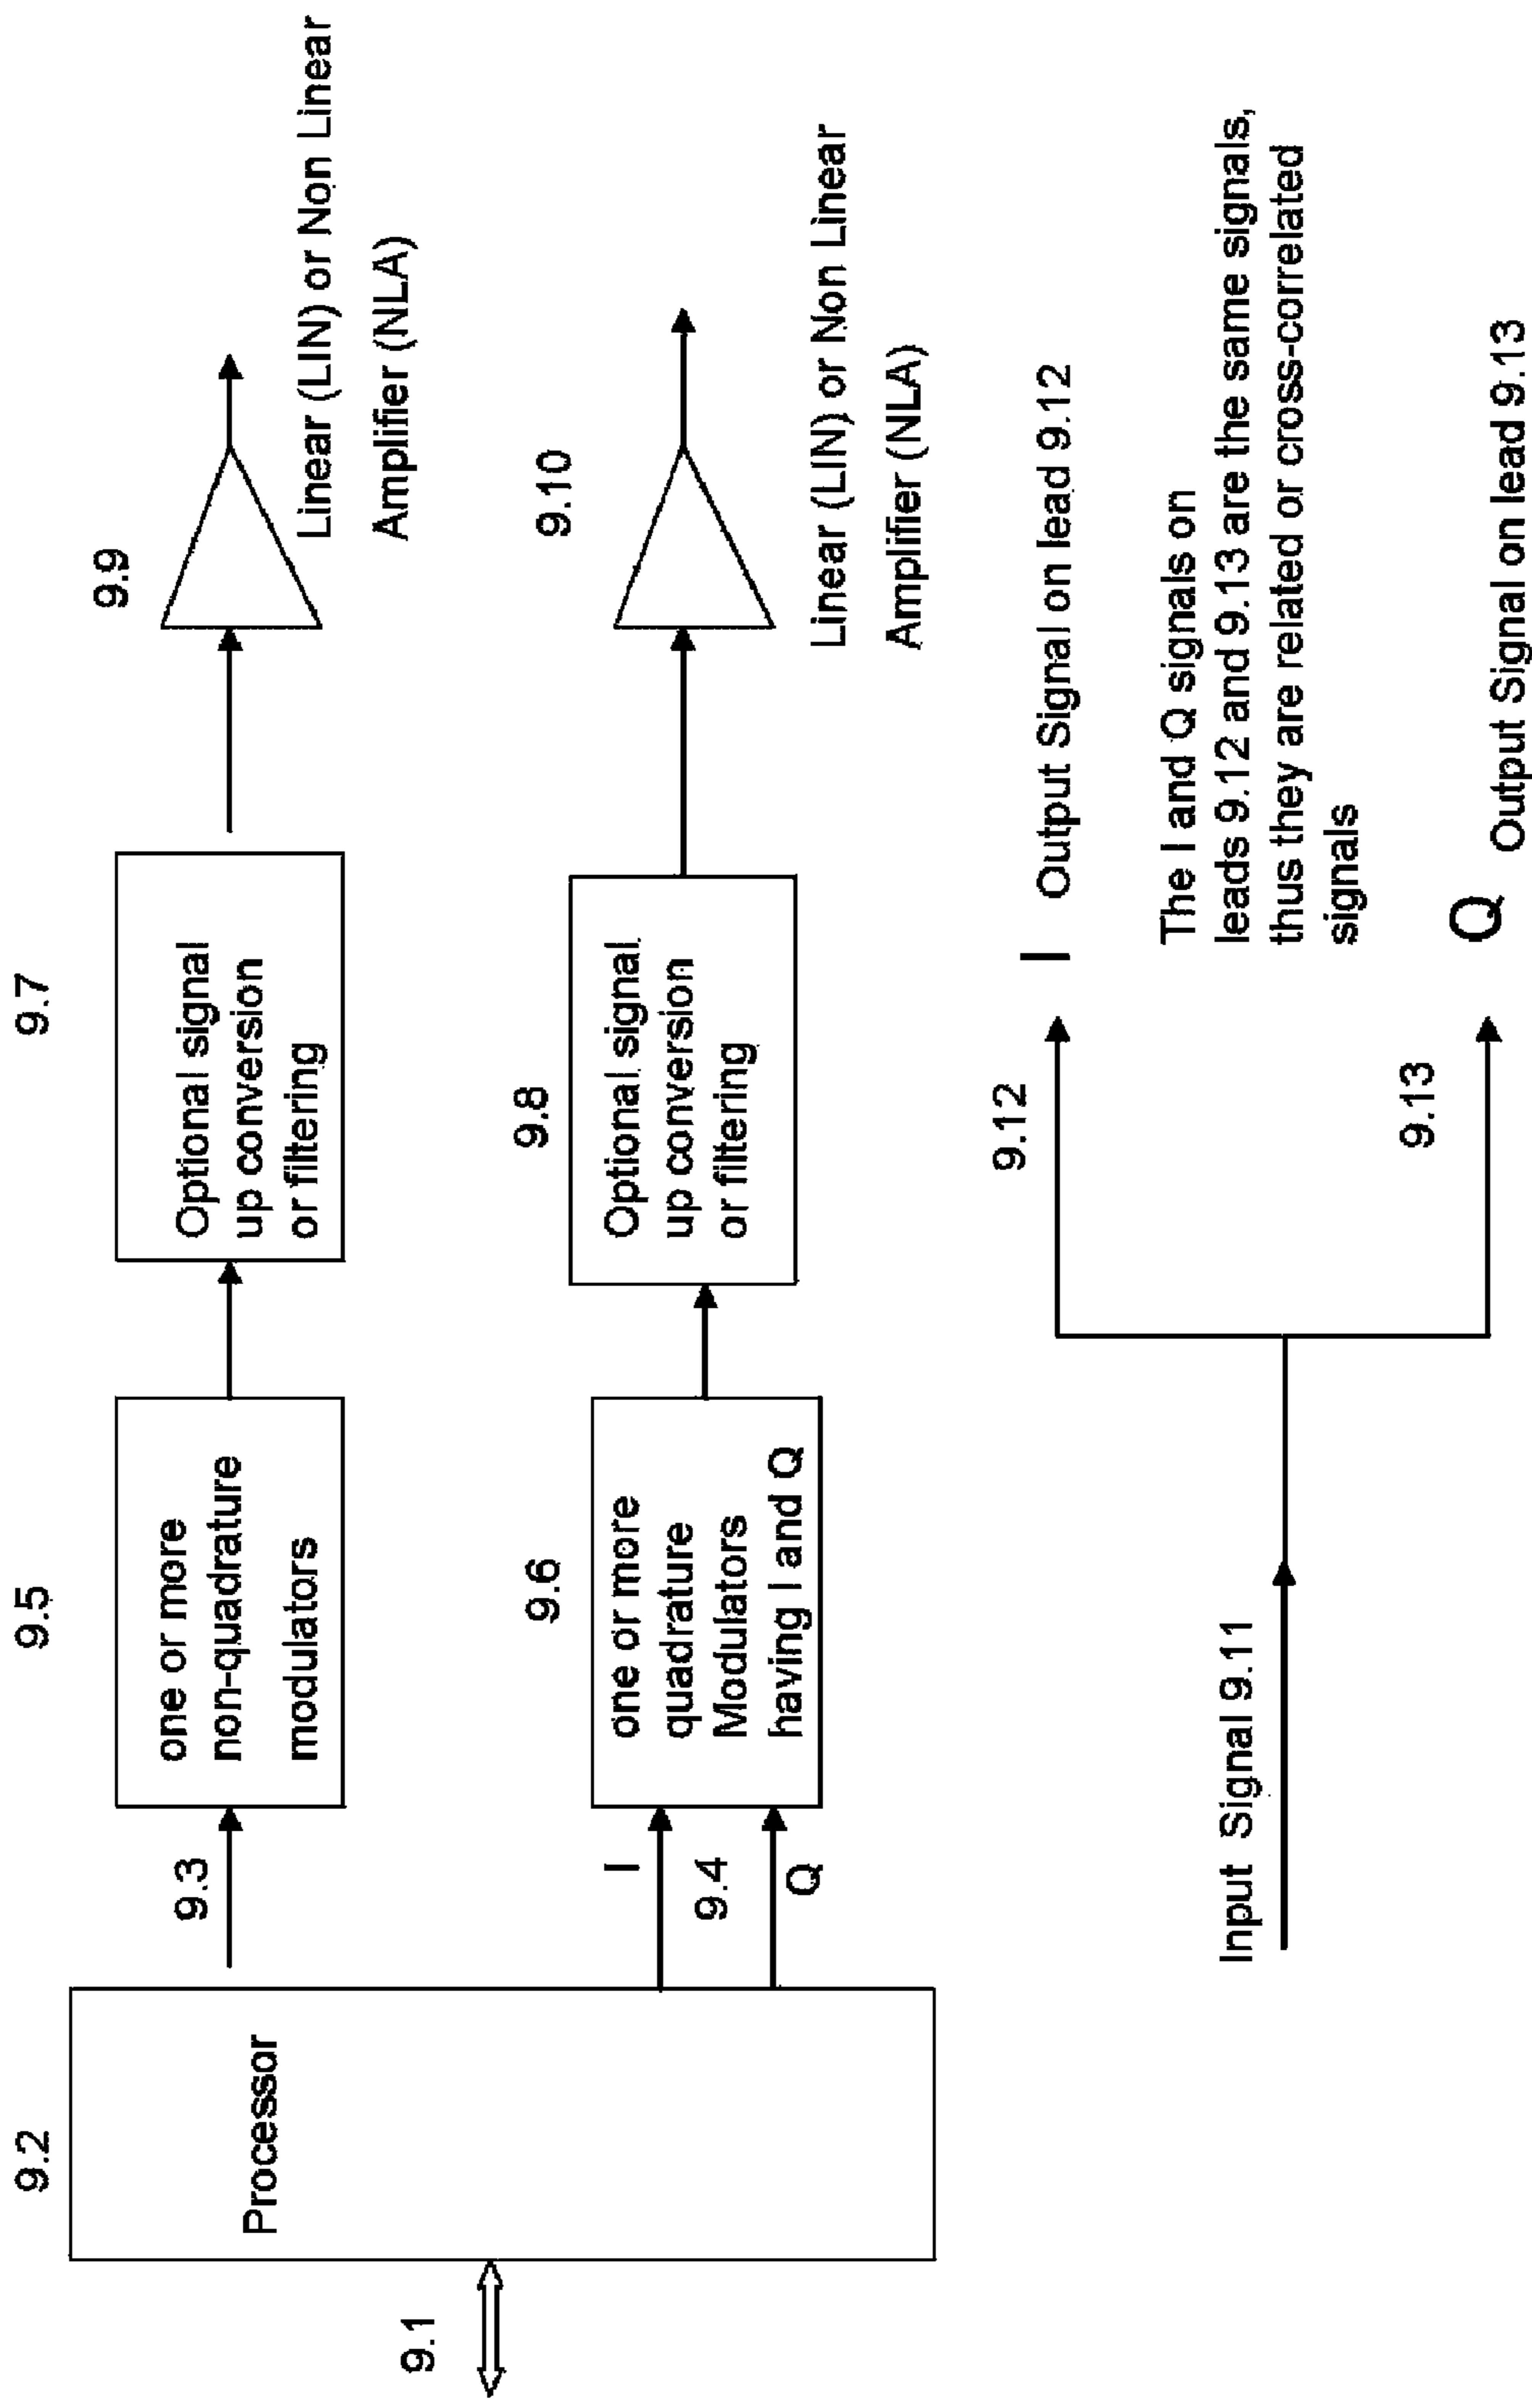 9.1
9.2
Processor
9.3
I
9.4
Q
9.5
one or more
non-quadrature
modulators
9.6
one or more
quadrature
Modulators
having I and Q
9.7
Optional signal
up conversion
or filtering
9.8
Optional signal
up conversion
or filtering
9.9
Linear (LIN) or Non Linear
Amplifier (NLA)
9.10
Linear (LIN) or Non Linear
Amplifier (NLA)
Input Signal 9.11
9.12
I
Output Signal on lead 9.12
The I and Q signals on
leads 9.12 and 9.13 are the same signals,
thus they are related or cross-correlated
signals
9.13
Q
Output Signal on lead 9.13